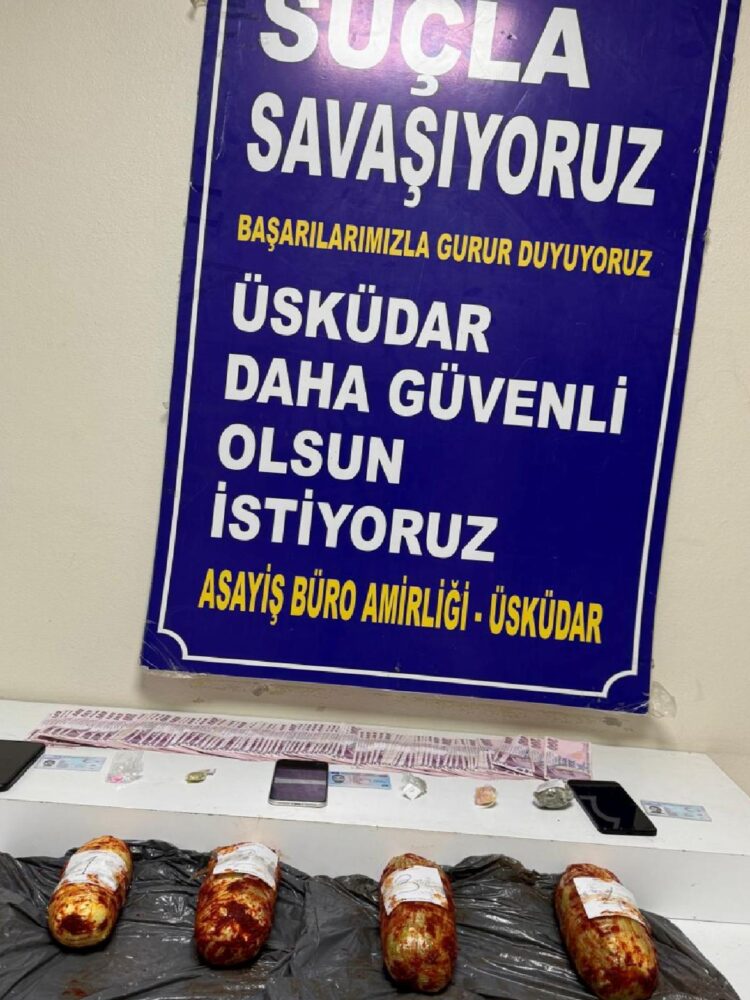 SUÇLA
SAVAŞIYORUZ
BAŞARILARIMIZLA GURUR DUYUYORUZ
ÜSKÜDAR
DAHA GÜVENLİ
OLSUN
İSTİYORUZ
ASAYİŞ BÜRO AMİRLİĞİ - ÜSKÜDAR